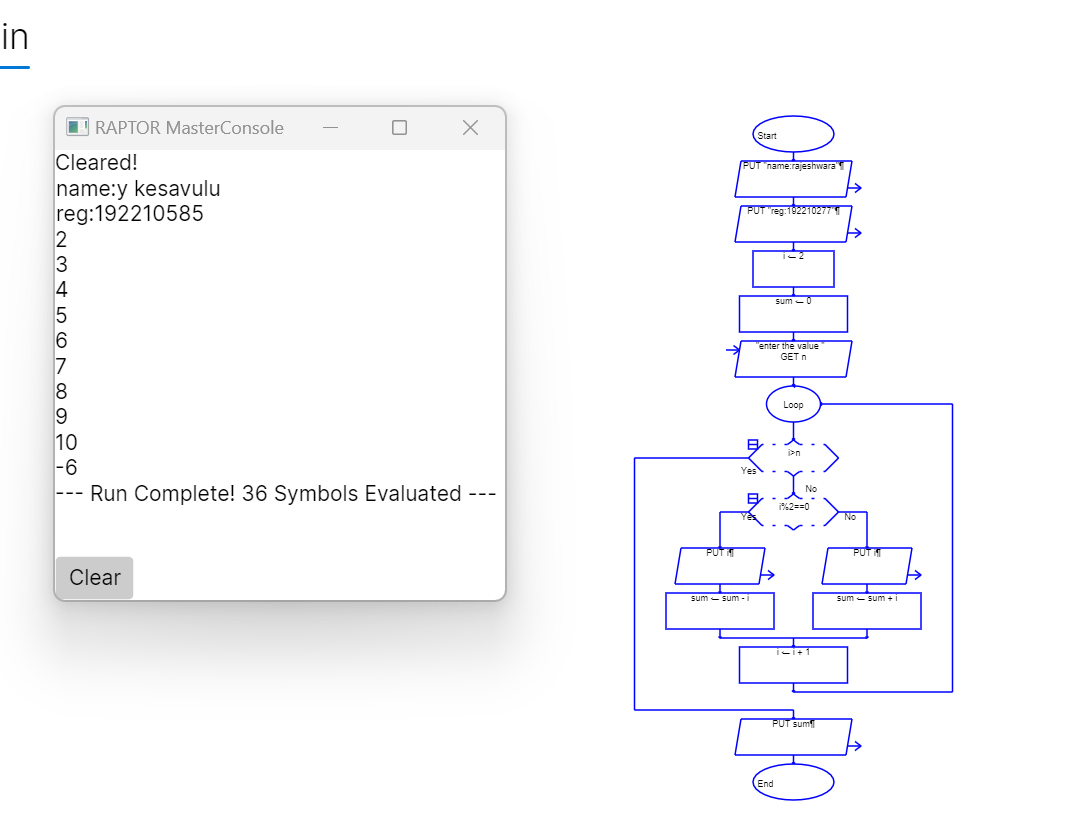 in
RAPTOR MasterConsole
Cleared!
name:y kesavulu
reg:192210585
2
3
4
5
6
7
8
9
10
-6
--- Run Complete! 36 Symbols Evaluated ---
Clear
Start
PUT "name:rajeshwara"¶
PUT "reg:192210277"¶
i ← 2
sum ← 0
"enter the value "
GET n
Loop
i>n
Yes
No
i%2==0
Yes
No
PUT i¶
PUT i¶
sum ← sum - i
sum ← sum + i
i ← i + 1
PUT sum¶
End